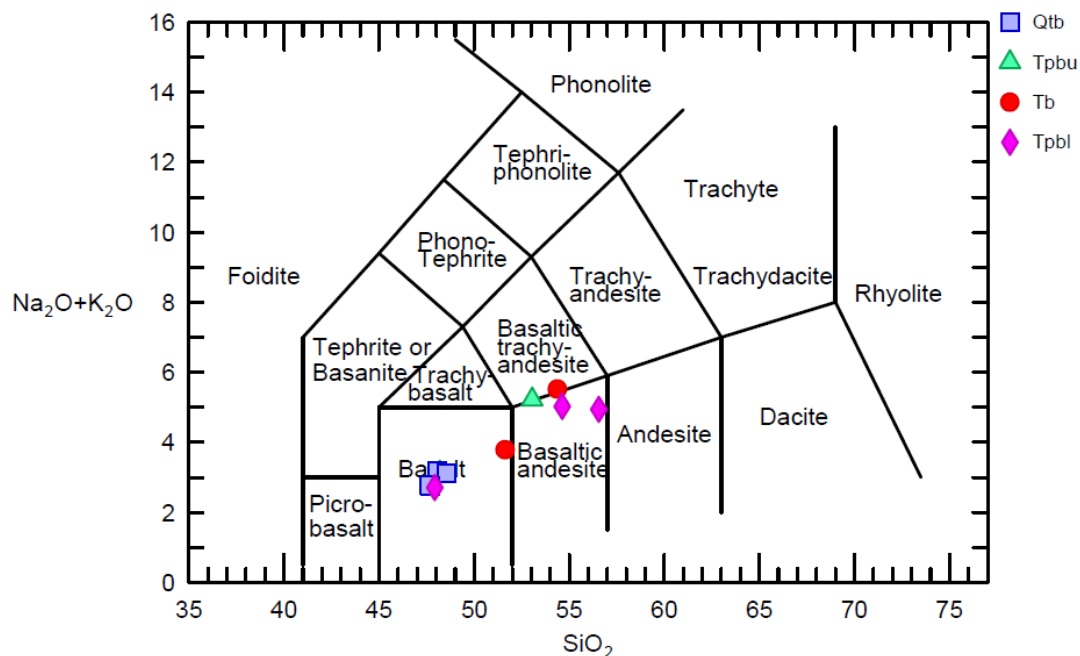 16
14
12
10
8
6
4
2
0
Na₂O+K₂O
35
40
45
50
55
60
65
70
75
SiO₂
Phonolite
Tephri-
phonolite
Trachyte
Phono-
Tephrite
Foidite
Trachy-
andesite
Trachydacite
Rhyolite
Tephrite or
Basanite
Trachy-
basalt
Basaltic
trachy-
andesite
Picro-
basalt
Basalt
Basaltic
andesite
Andesite
Dacite
Qtb
Tpbu
Tb
Tpbl